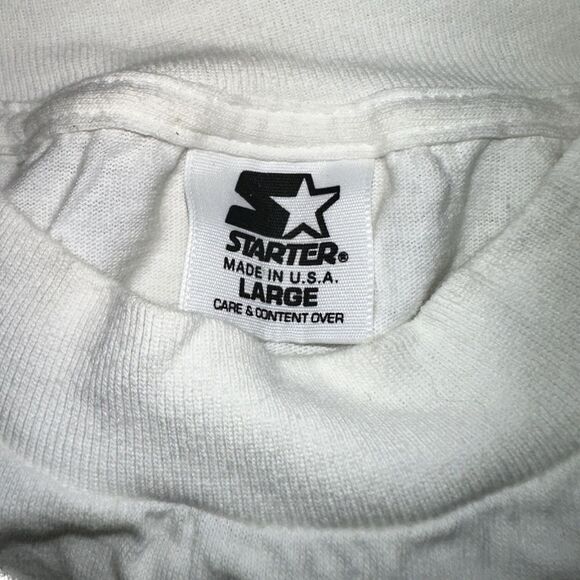 STARTER®
MADE IN U.S.A.
LARGE
CARE & CONTENT OVER